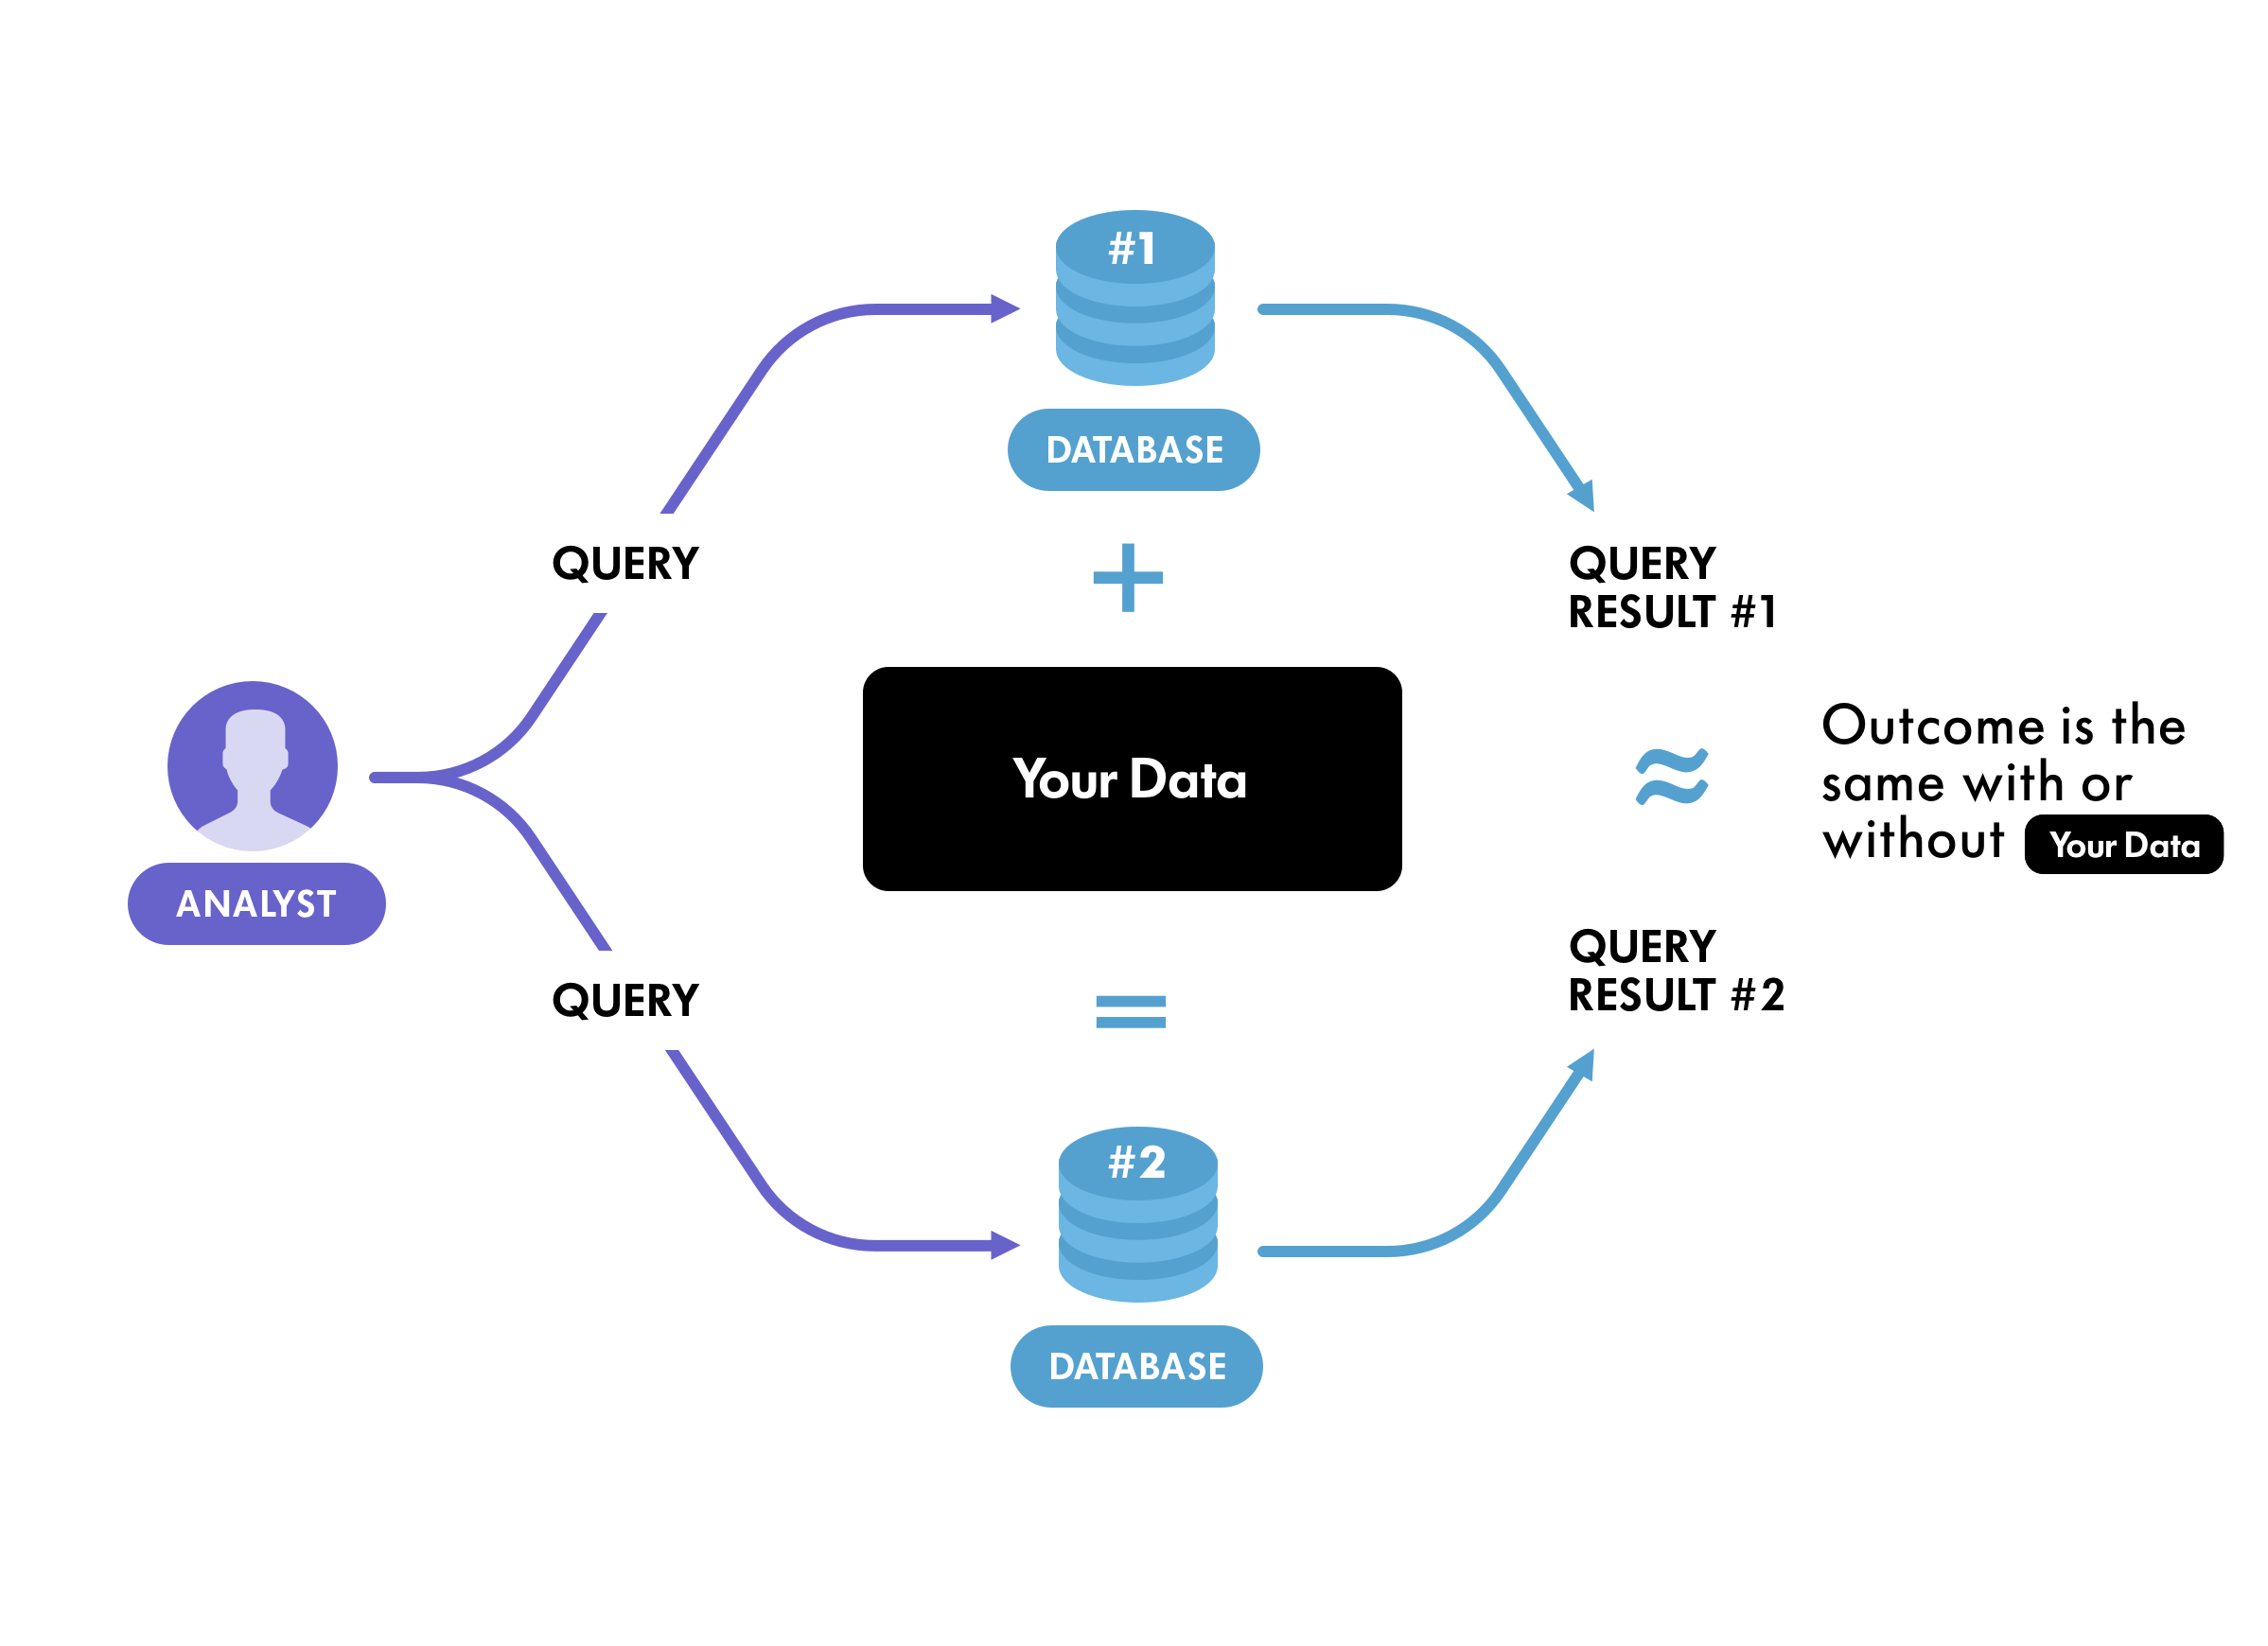 #1
DATABASE
QUERY
+
QUERY
RESULT #1
Your Data
ANALYST
≈
Outcome is the
same with or
without Your Data
QUERY
=
QUERY
RESULT #2
#2
DATABASE